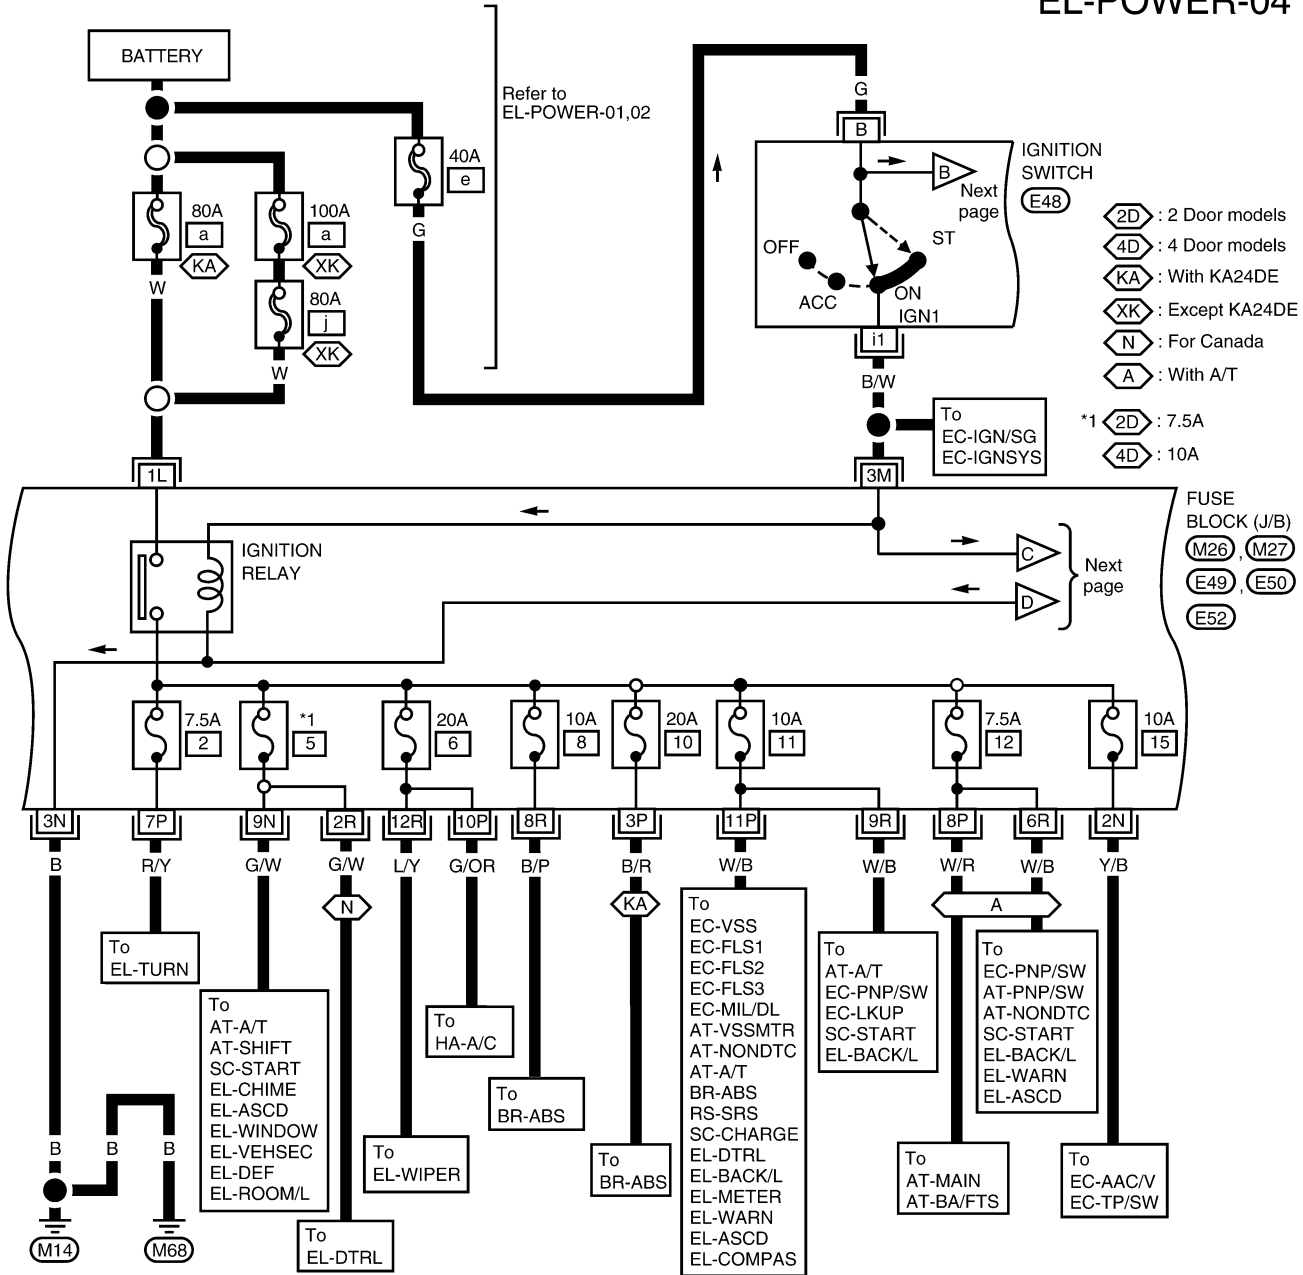 EL-POWER-04
BATTERY
Refer to
EL-POWER-01,02
40A
e
G
80A
a
KA
W
100A
a
XK
80A
j
XK
W
G
B
IGNITION
SWITCH
E48
B
Next
page
OFF
ACC
ON
ST
IGN1
i1
B/W
To
EC-IGN/SG
EC-IGNSYS
2D : 2 Door models
4D : 4 Door models
KA : With KA24DE
XK : Except KA24DE
N : For Canada
A : With A/T
*1 2D : 7.5A
4D : 10A
1L
3M
FUSE
BLOCK (J/B)
M26 , M27
E49 , E50
E52
IGNITION
RELAY
C
D
Next
page
7.5A
2
*1
5
20A
6
10A
8
20A
10
10A
11
7.5A
12
10A
15
3N 7P 9N 2R 12R 10P 8R 3P 11P 9R 8P 6R 2N
B R/Y G/W G/W L/Y G/OR B/P B/R W/B W/B W/R W/B Y/B
N
KA
A
To
EL-TURN
To
AT-A/T
AT-SHIFT
SC-START
EL-CHIME
EL-ASCD
EL-WINDOW
EL-VEHSEC
EL-DEF
EL-ROOM/L
To
EL-DTRL
To
EL-WIPER
To
HA-A/C
To
BR-ABS
To
BR-ABS
To
EC-VSS
EC-FLS1
EC-FLS2
EC-FLS3
EC-MIL/DL
AT-VSSMTR
AT-NONDTC
AT-A/T
BR-ABS
RS-SRS
SC-CHARGE
EL-DTRL
EL-BACK/L
EL-METER
EL-WARN
EL-ASCD
EL-COMPAS
To
AT-A/T
EC-PNP/SW
EC-LKUP
SC-START
EL-BACK/L
To
AT-MAIN
AT-BA/FTS
To
EC-PNP/SW
AT-PNP/SW
AT-NONDTC
SC-START
EL-BACK/L
EL-WARN
EL-ASCD
To
EC-AAC/V
EC-TP/SW
B B B
M14 M68